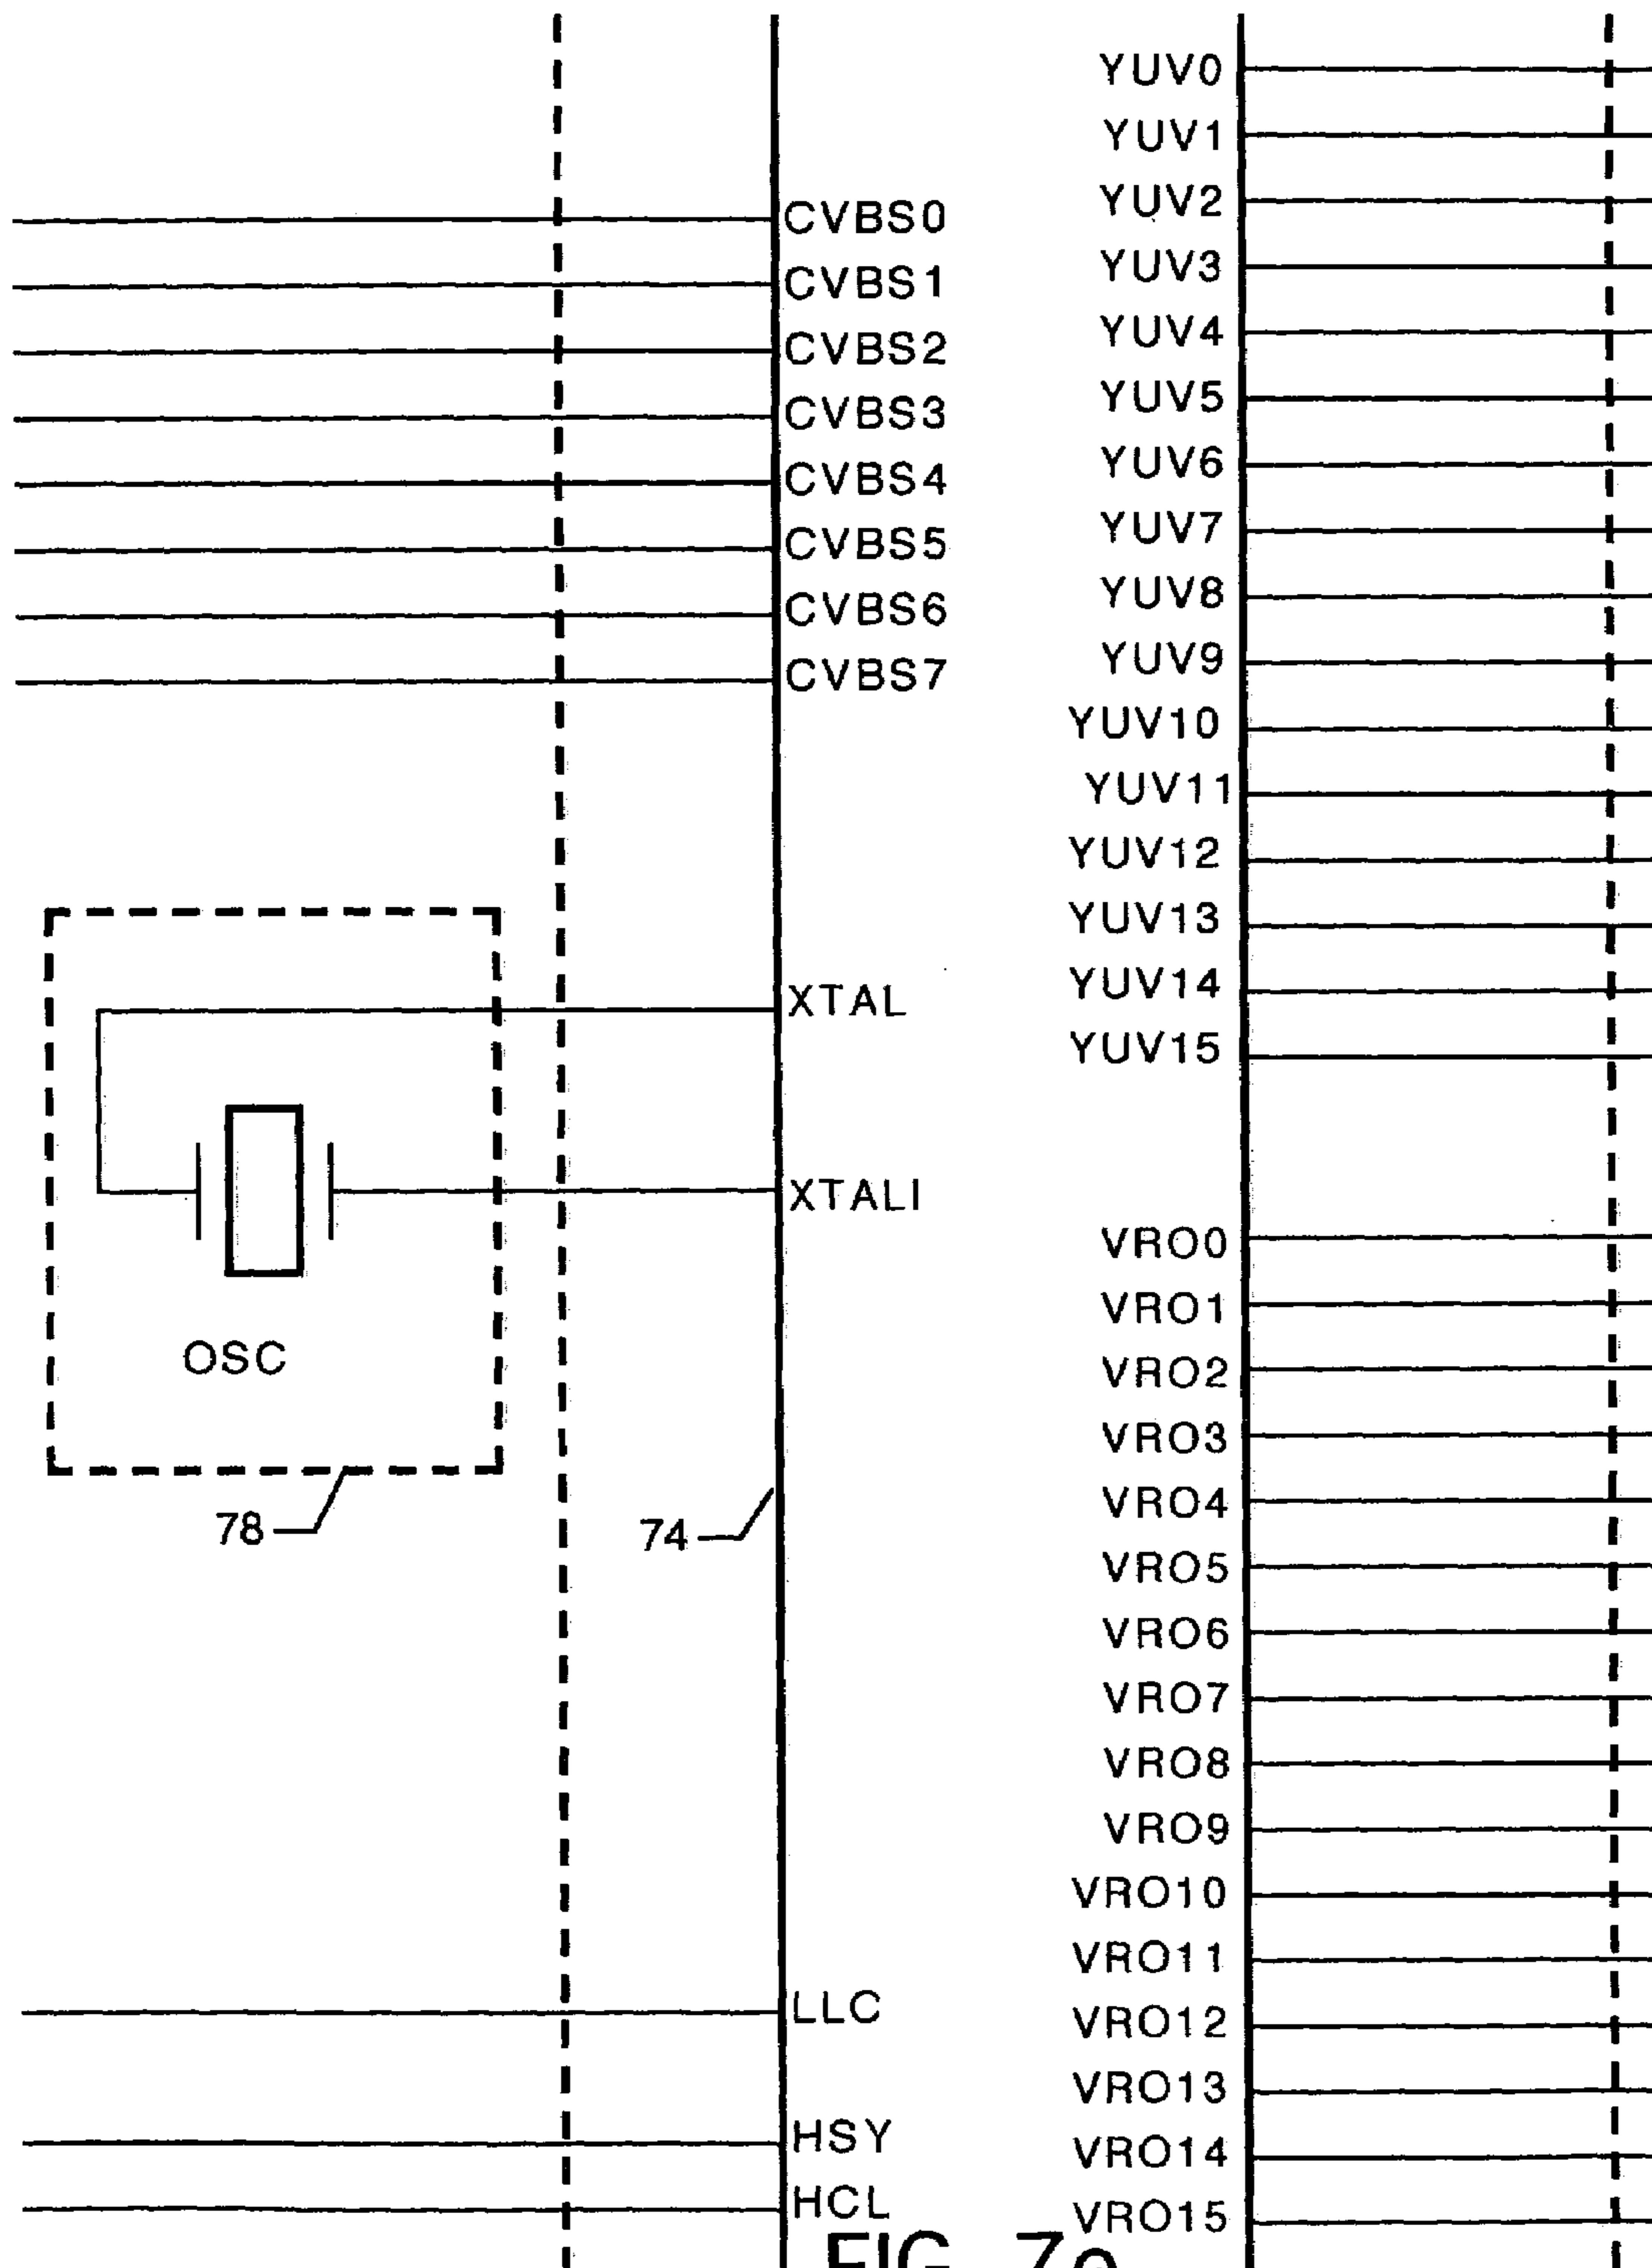 CVBS0
CVBS1
CVBS2
CVBS3
CVBS4
CVBS5
CVBS6
CVBS7
XTAL
XTALI
OSC
78
74
LLC
HSY
HCL
YUV0
YUV1
YUV2
YUV3
YUV4
YUV5
YUV6
YUV7
YUV8
YUV9
YUV10
YUV11
YUV12
YUV13
YUV14
YUV15
VRO0
VRO1
VRO2
VRO3
VRO4
VRO5
VRO6
VRO7
VRO8
VRO9
VRO10
VRO11
VRO12
VRO13
VRO14
VRO15
FIG